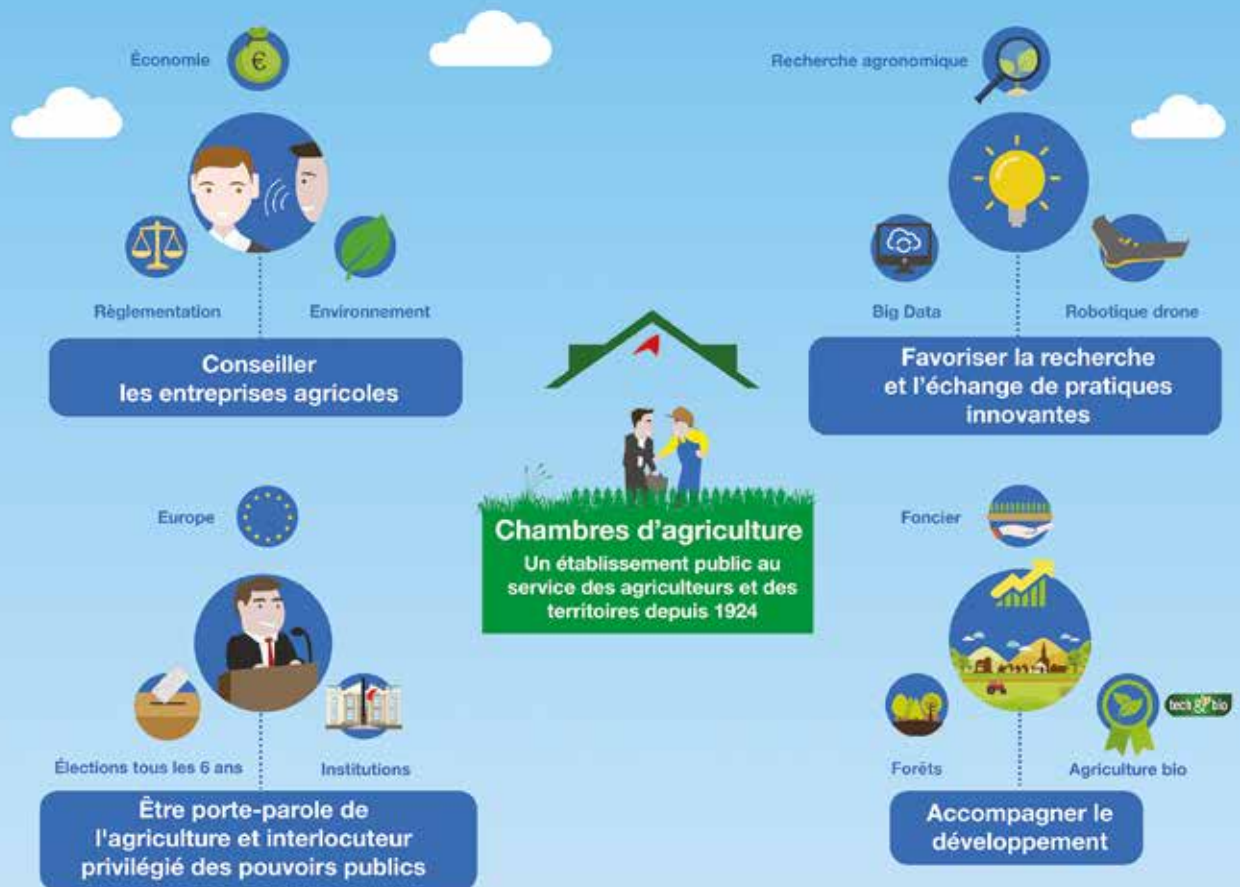 Économie
Règlementation
Environnement
Conseiller
les entreprises agricoles
Recherche agronomique
Big Data
Robotique drone
Favoriser la recherche
et l'échange de pratiques
innovantes
Chambres d'agriculture
Un établissement public au
service des agriculteurs et des
territoires depuis 1924
Europe
Élections tous les 6 ans
Institutions
Être porte-parole de
l'agriculture et interlocuteur
privilégié des pouvoirs publics
Foncier
Forêts
tech & bio
Agriculture bio
Accompagner le
développement